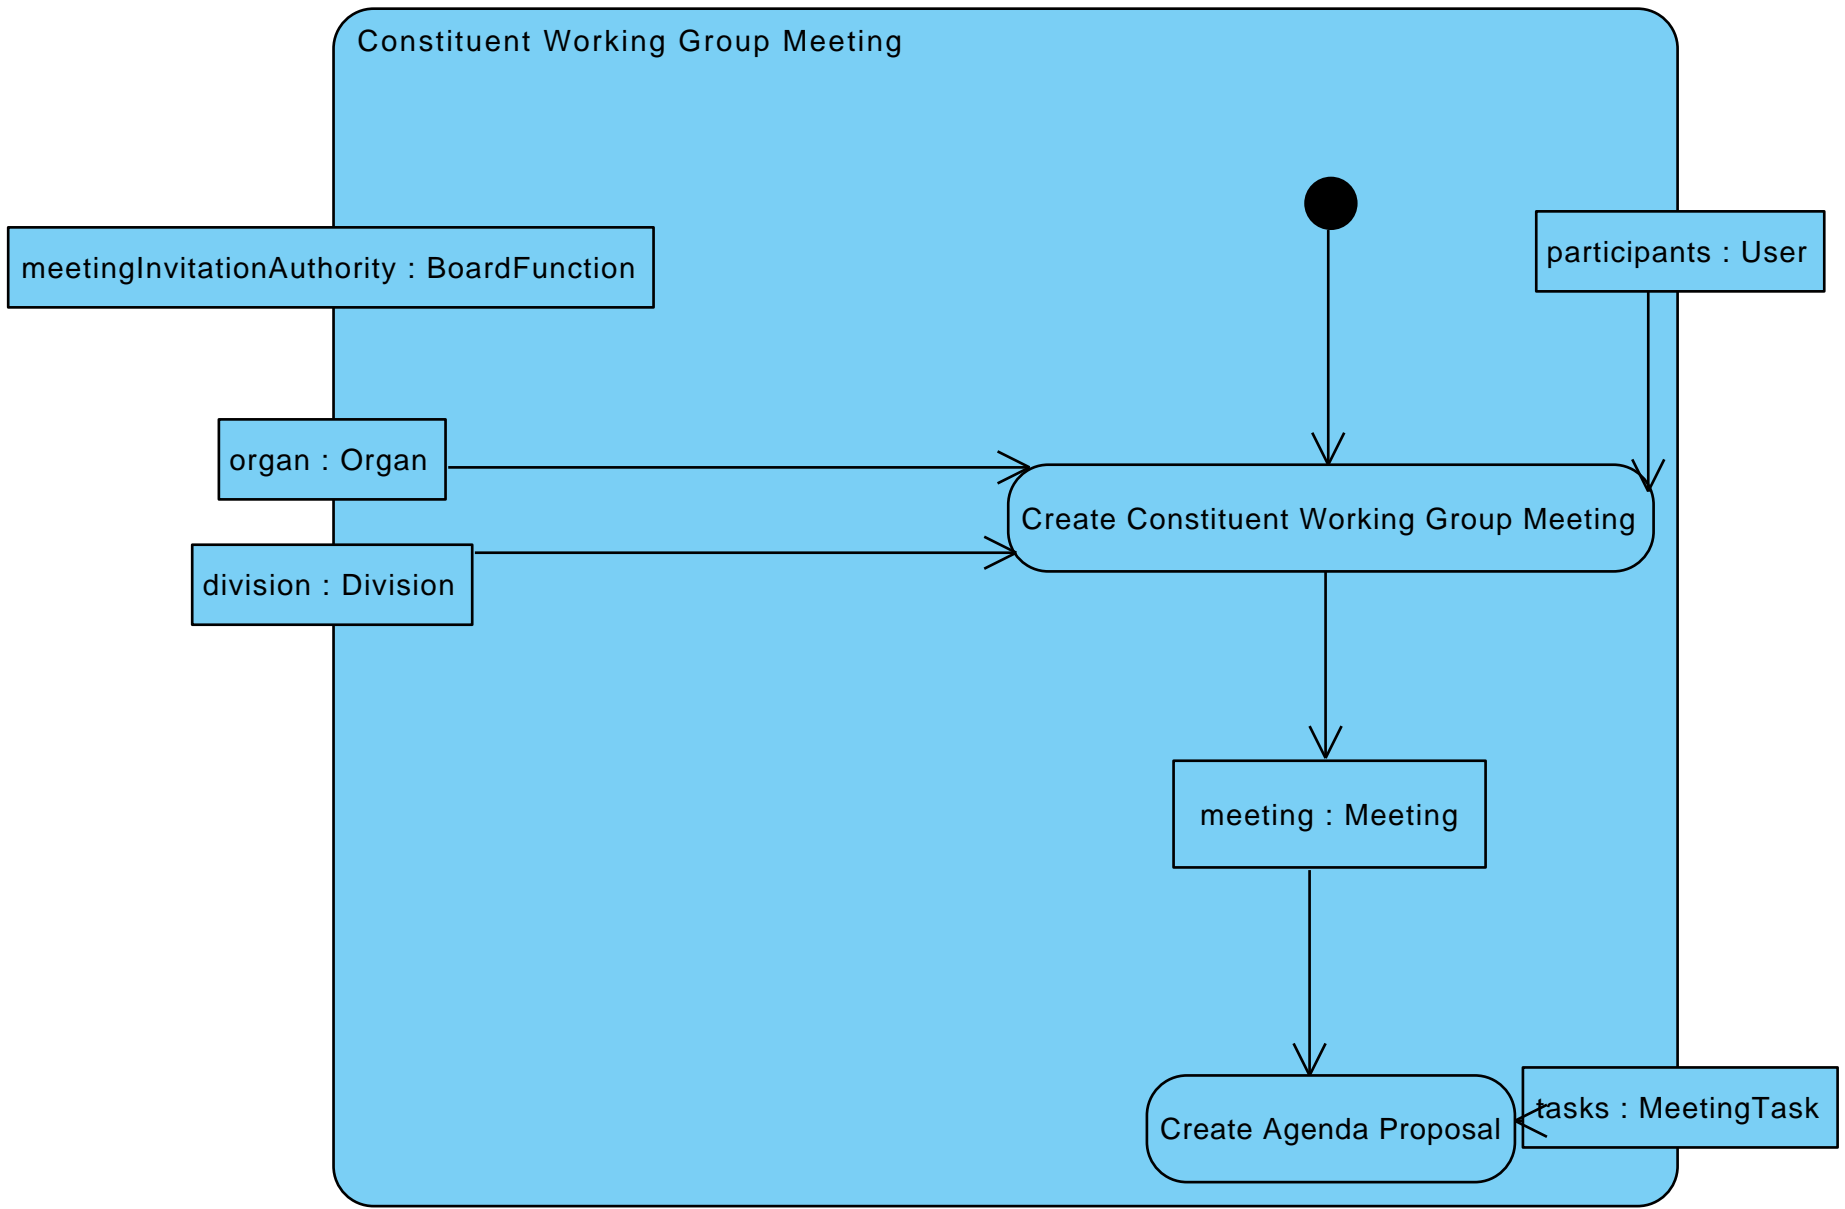 Constituent Working Group Meeting
meetingInvitationAuthority : BoardFunction
participants : User
organ : Organ
Create Constituent Working Group Meeting
division : Division
meeting : Meeting
tasks : MeetingTask
Create Agenda Proposal